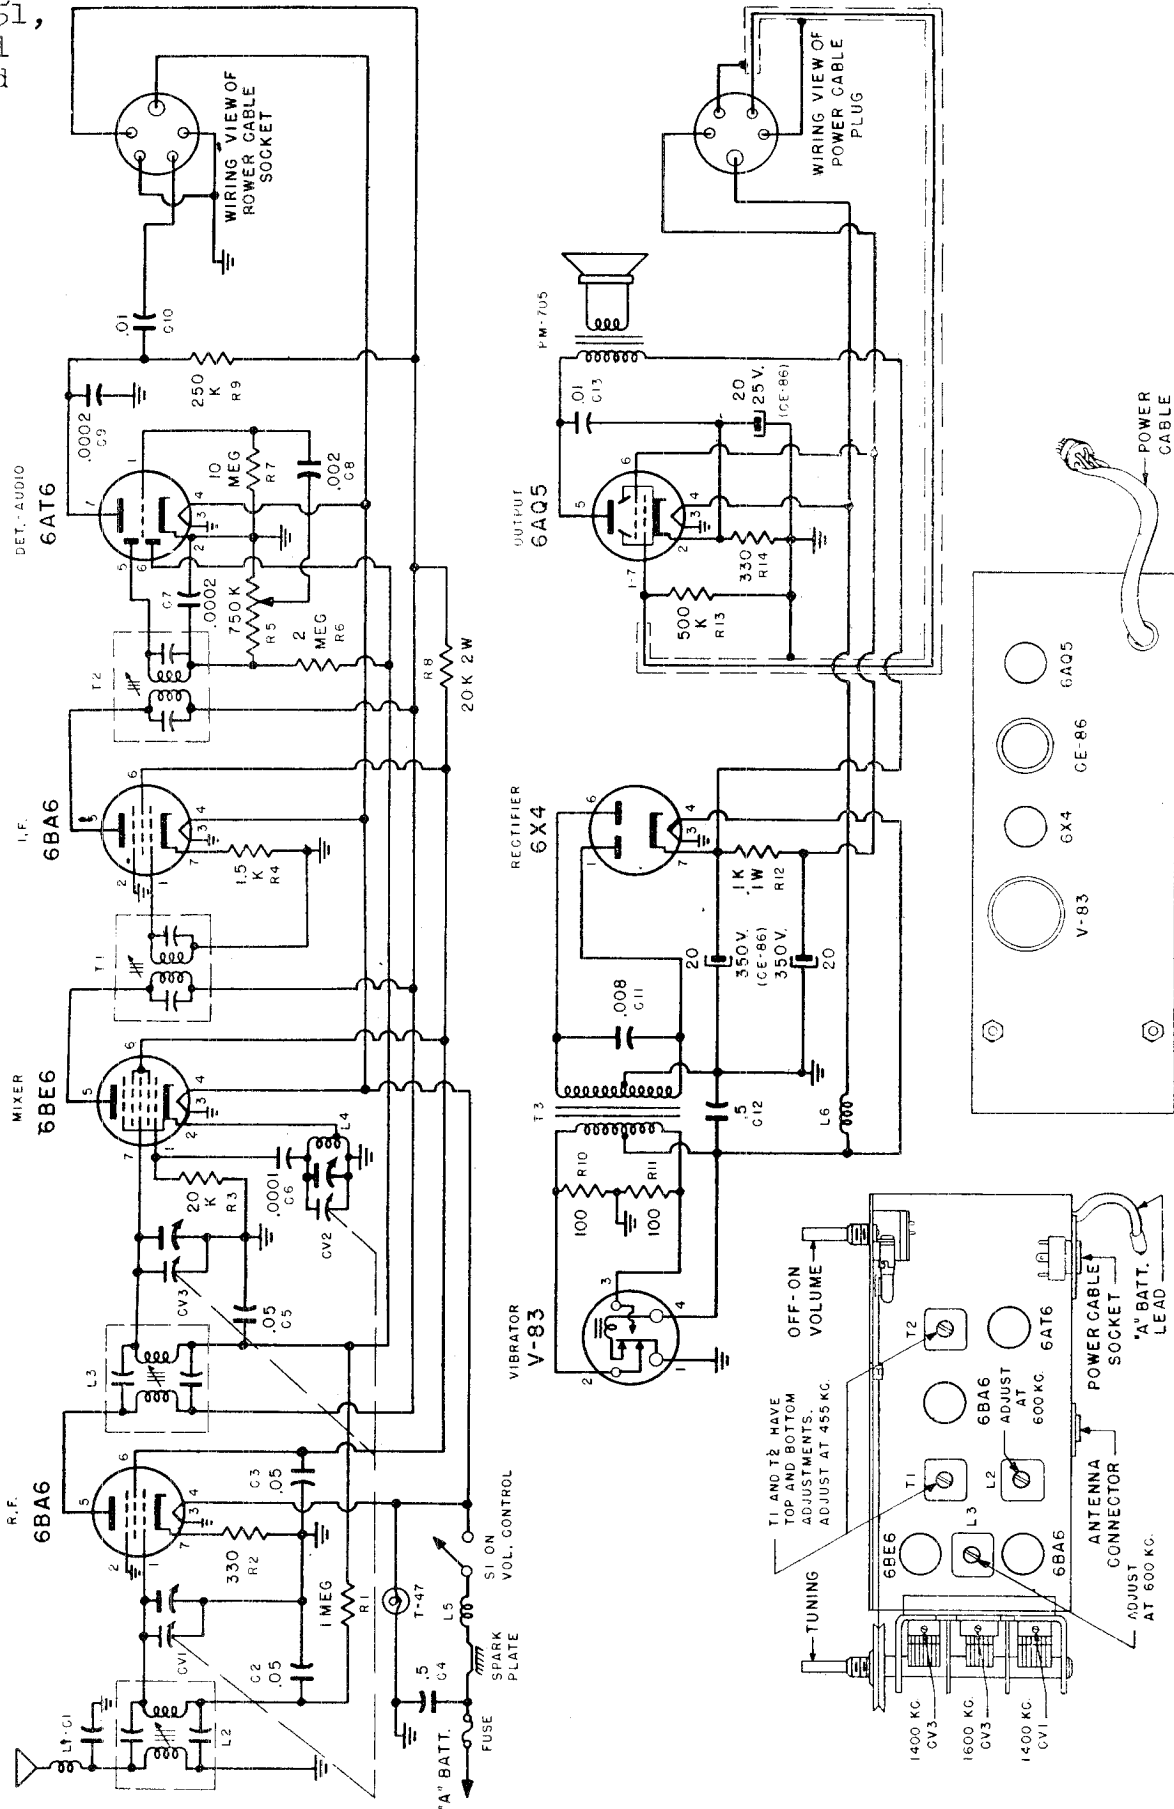 51,
d
R.F.
6BA6
MIXER
6BE6
I.F.
6BA6
DET.-AUDIO
6AT6
L1-C1
L2
CV1
C2
.05
330
R2
C3
.05
1 MEG
R1
L3
CV3
20
K
R3
.05
C5
.0001
C6
CV2
L4
T1
1.5
K
R4
T2
C7
.0002
750 K
R5
2
MEG
R6
10
MEG
R7
.002
C8
R8
20K 2W
.0002
C9
250
K
R9
.01
C10
WIRING VIEW OF
POWER CABLE
SOCKET
"A" BATT.
FUSE
.5
C4
SPARK
PLATE
L5
T-47
S1 ON
VOL. CONTROL
VIBRATOR
V-83
100
R10
100
R11
T3
.5
C12
.008
C11
L6
RECTIFIER
6X4
20
350 V.
(CE-86)
350 V.
20
1K
1W
R12
OUTPUT
6AQ5
500
K
R13
330
R14
.01
C13
20
25V.
(CE-86)
PM-705
WIRING VIEW OF
POWER CABLE
PLUG
TUNING
OFF-ON
VOLUME
T1 AND T2 HAVE
TOP AND BOTTOM
ADJUSTMENTS.
ADJUST AT 455 KC.
1400 KC.
CV3
1600 KC.
CV3
1400 KC.
CV1
6BE6
L3
6BA6
T1
L2
6BA6
ADJUST
AT
600 KC.
T2
6AT6
ADJUST
AT 600 KC.
ANTENNA
CONNECTOR
POWER CABLE
SOCKET
"A" BATT.
LEAD
V-83
6X4
CE-86
6AQ5
POWER
CABLE